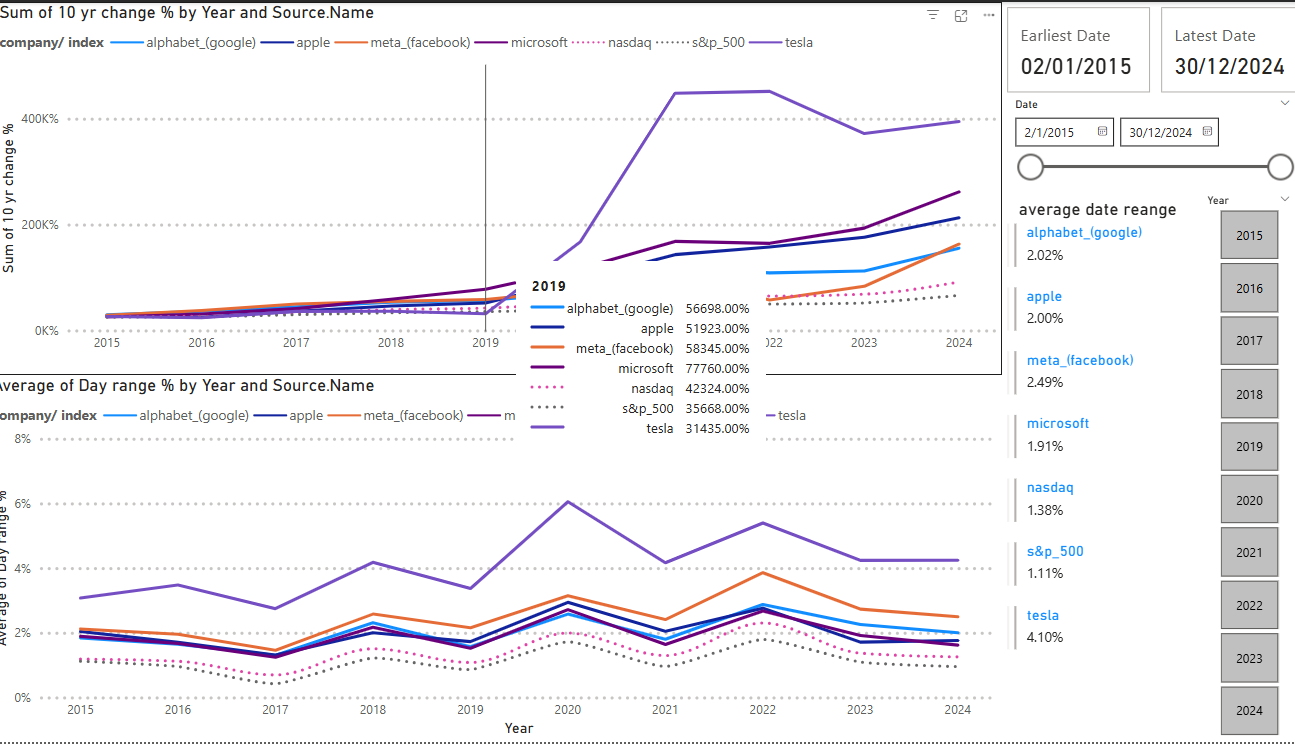 Sum of 10 yr change % by Year and Source.Name
company/ index alphabet_(google) apple meta_(facebook) microsoft nasdaq s&p_500 tesla
Sum of 10 yr change %
400K%
200K%
0K%
2015 2016 2017 2018 2019 2022 2023 2024
2019
alphabet_(google) 56698.00%
apple 51923.00%
meta_(facebook) 58345.00%
microsoft 77760.00%
nasdaq 42324.00%
s&p_500 35668.00%
tesla 31435.00%
Average of Day range % by Year and Source.Name
ompany/ index alphabet_(google) apple meta_(facebook) m tesla
Average of Day range %
8%
6%
4%
2%
0%
2015 2016 2017 2018 2019 2020 2021 2022 2023 2024
Year
Earliest Date
02/01/2015
Latest Date
30/12/2024
Date
2/1/2015 30/12/2024
average date reange
alphabet_(google)
2.02%
apple
2.00%
meta_(facebook)
2.49%
microsoft
1.91%
nasdaq
1.38%
s&p_500
1.11%
tesla
4.10%
Year
2015
2016
2017
2018
2019
2020
2021
2022
2023
2024